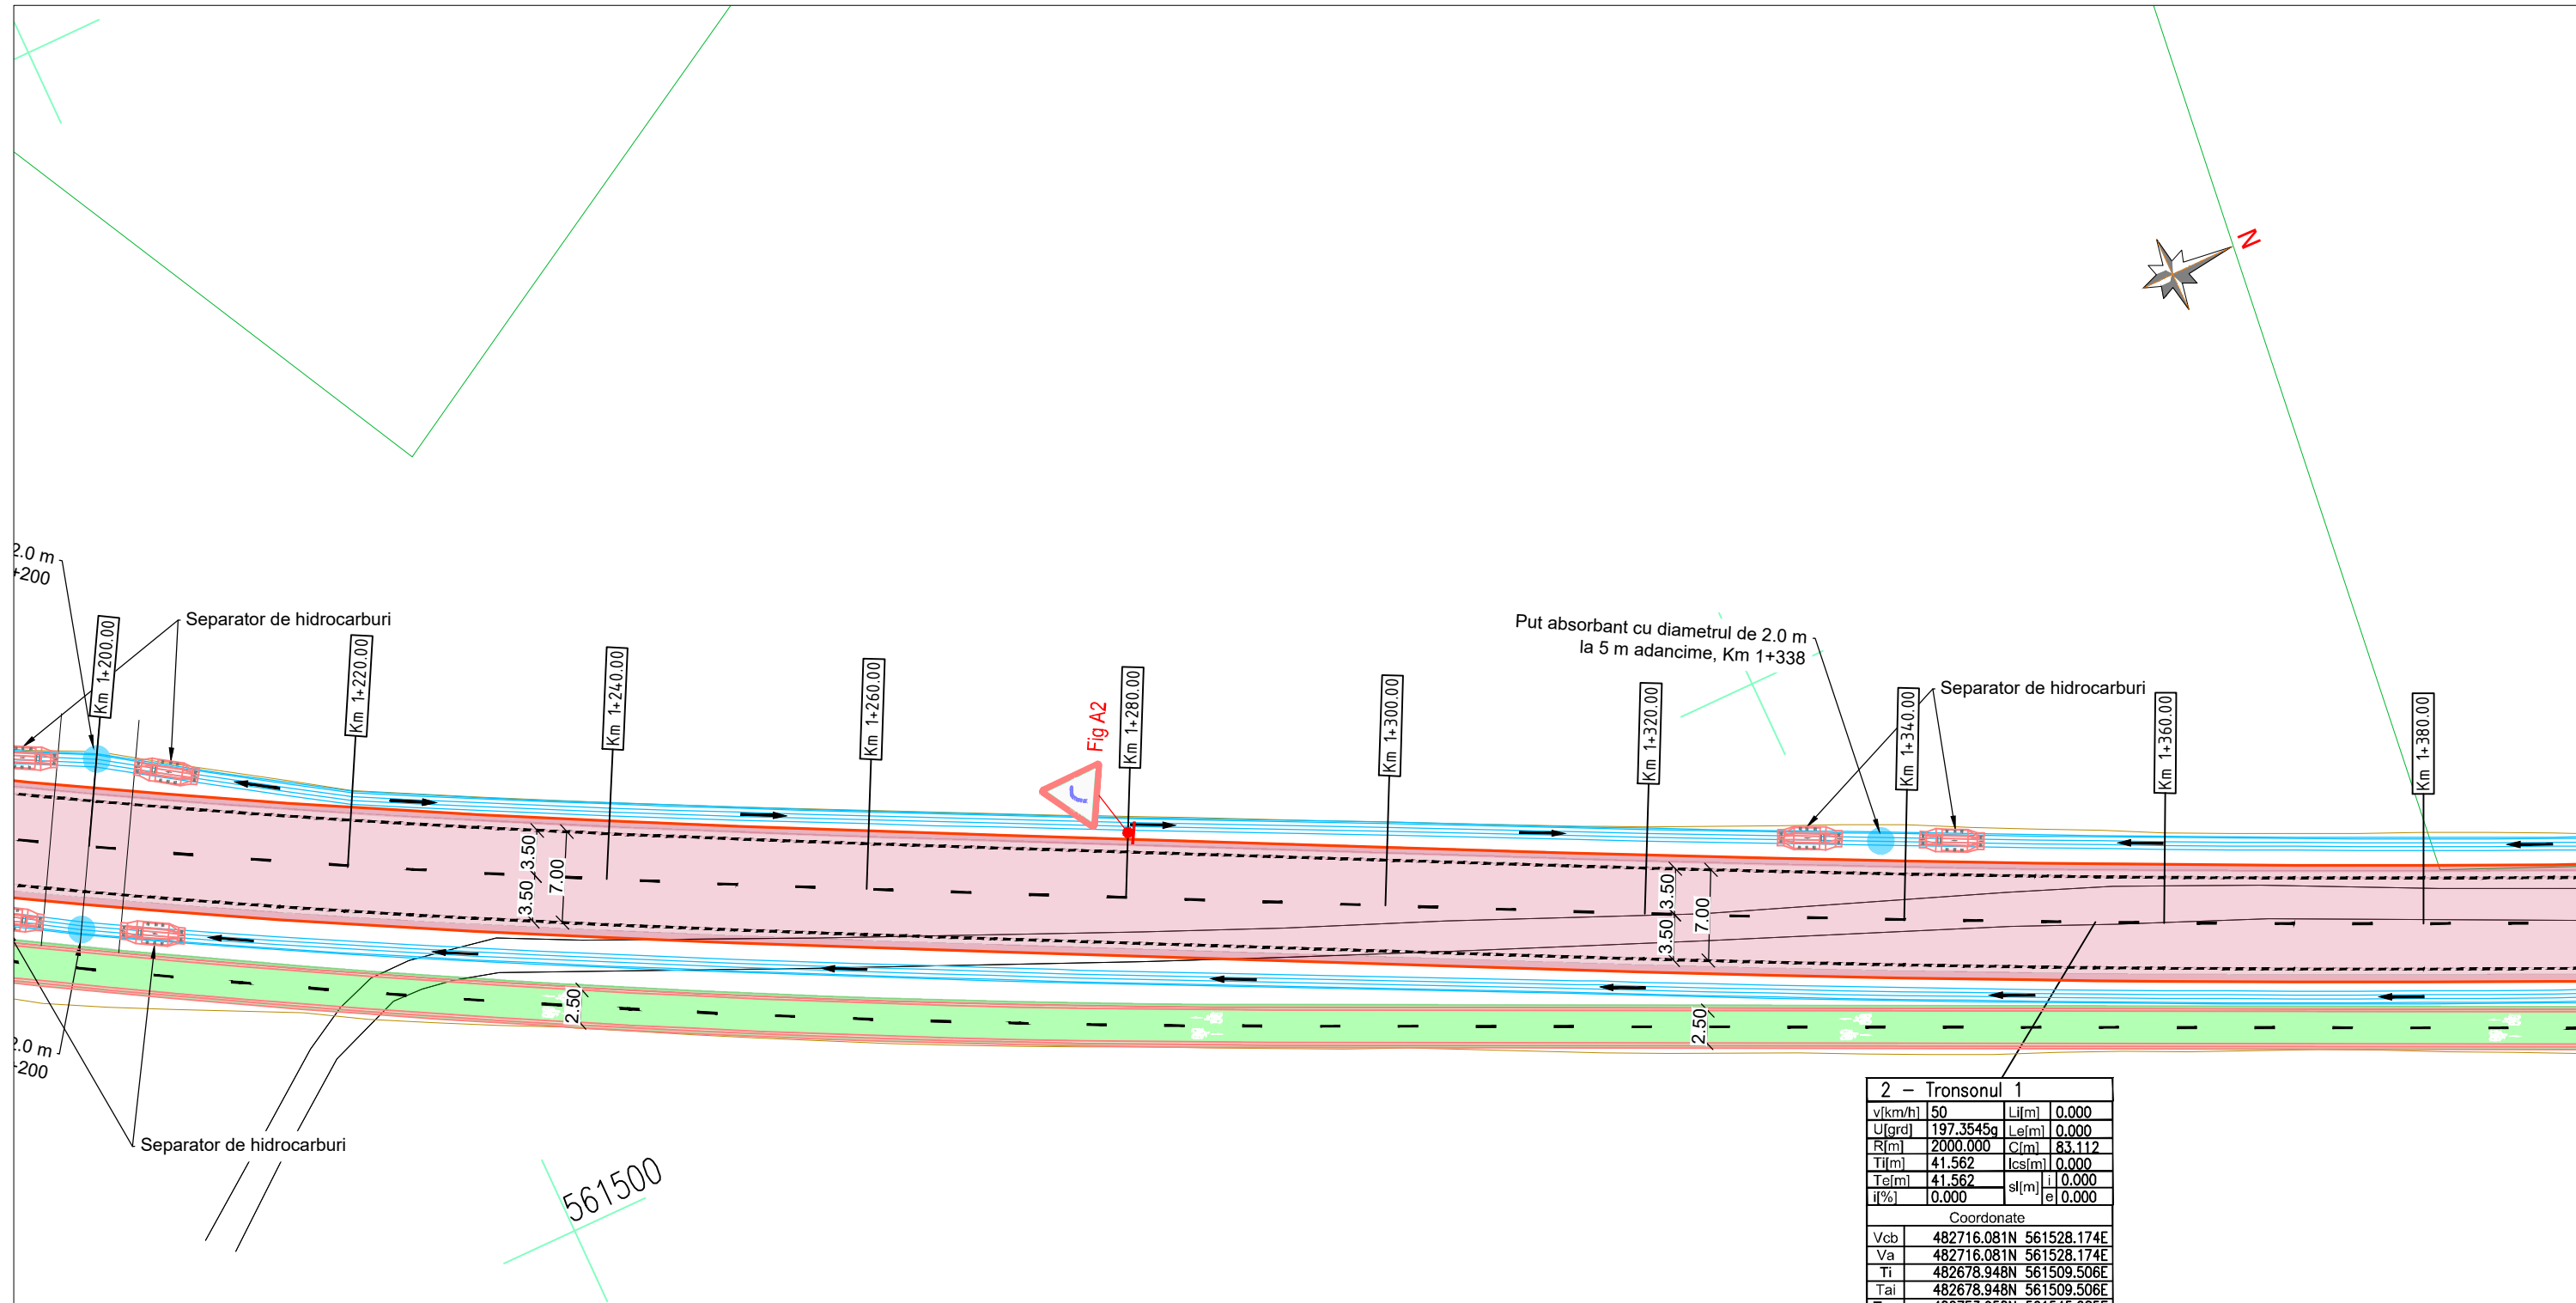 N
2.0 m
+200
Separator de hidrocarburi
Km 1+200.00
Km 1+220.00
Km 1+240.00
Km 1+260.00
Fig A2
Km 1+280.00
Km 1+300.00
Km 1+320.00
Put absorbant cu diametrul de 2.0 m
la 5 m adancime, Km 1+338
Km 1+340.00
Separator de hidrocarburi
Km 1+360.00
Km 1+380.00
3.50
3.50
7.00
3.50
3.50
7.00
2.50
2.50
2.0 m
+200
Separator de hidrocarburi
561500
2 – Tronsonul 1
v[km/h] 50 Li[m] 0.000
U[grd] 197.3545g Le[m] 0.000
R[m] 2000.000 C[m] 83.112
Ti[m] 41.562 lcs[m] 0.000
Te[m] 41.562 sl[m] i 0.000
i[%] 0.000 e 0.000
Coordonate
Vcb 482716.081N 561528.174E
Va 482716.081N 561528.174E
Ti 482678.948N 561509.506E
Tai 482678.948N 561509.506E